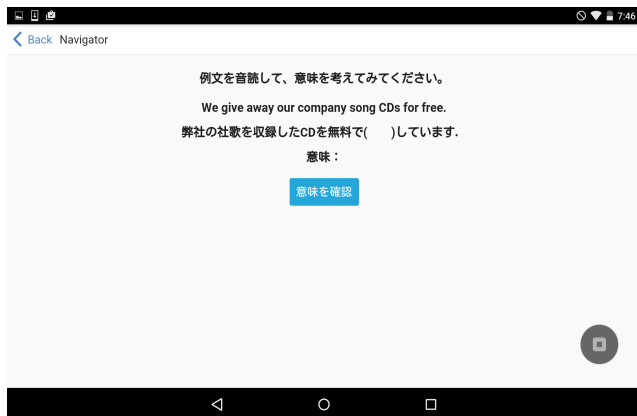 7:46
Back Navigator
例文を音読して、意味を考えてみてください。
We give away our company song CDs for free.
弊社の社歌を収録したCDを無料で(　　)しています.
意味：
意味を確認